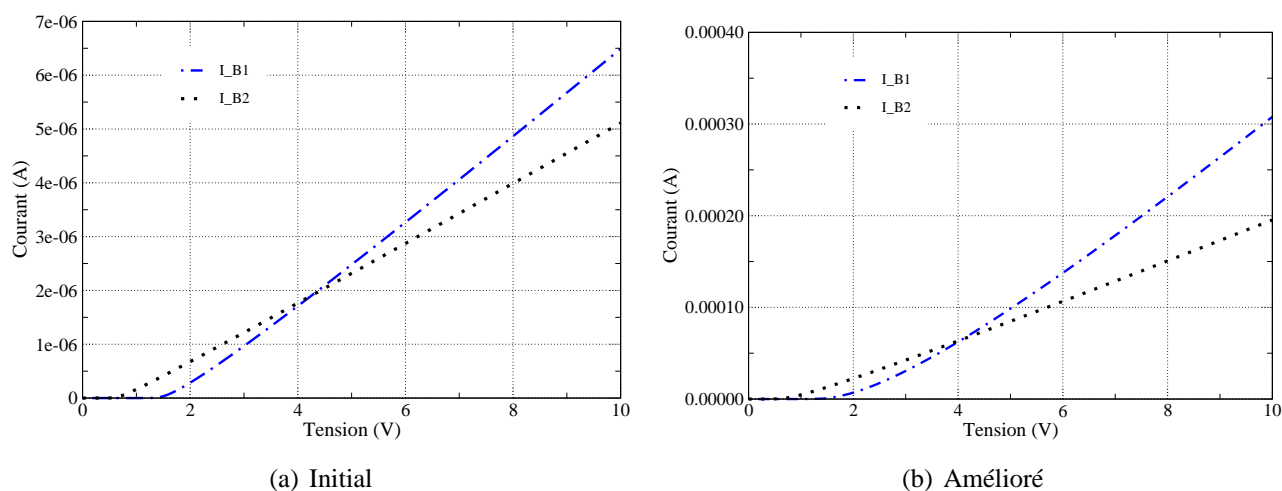 7e-06
6e-06
5e-06
4e-06
3e-06
2e-06
1e-06
0
0 2 4 6 8 10
Tension (V)
Courant (A)
I_B1
I_B2
(a) Initial
0.00040
0.00030
0.00020
0.00010
0.00000
0 2 4 6 8 10
Tension (V)
Courant (A)
I_B1
I_B2
(b) Amélioré